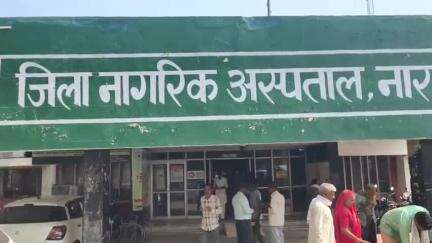 जिला नागरिक अस्पताल, नार